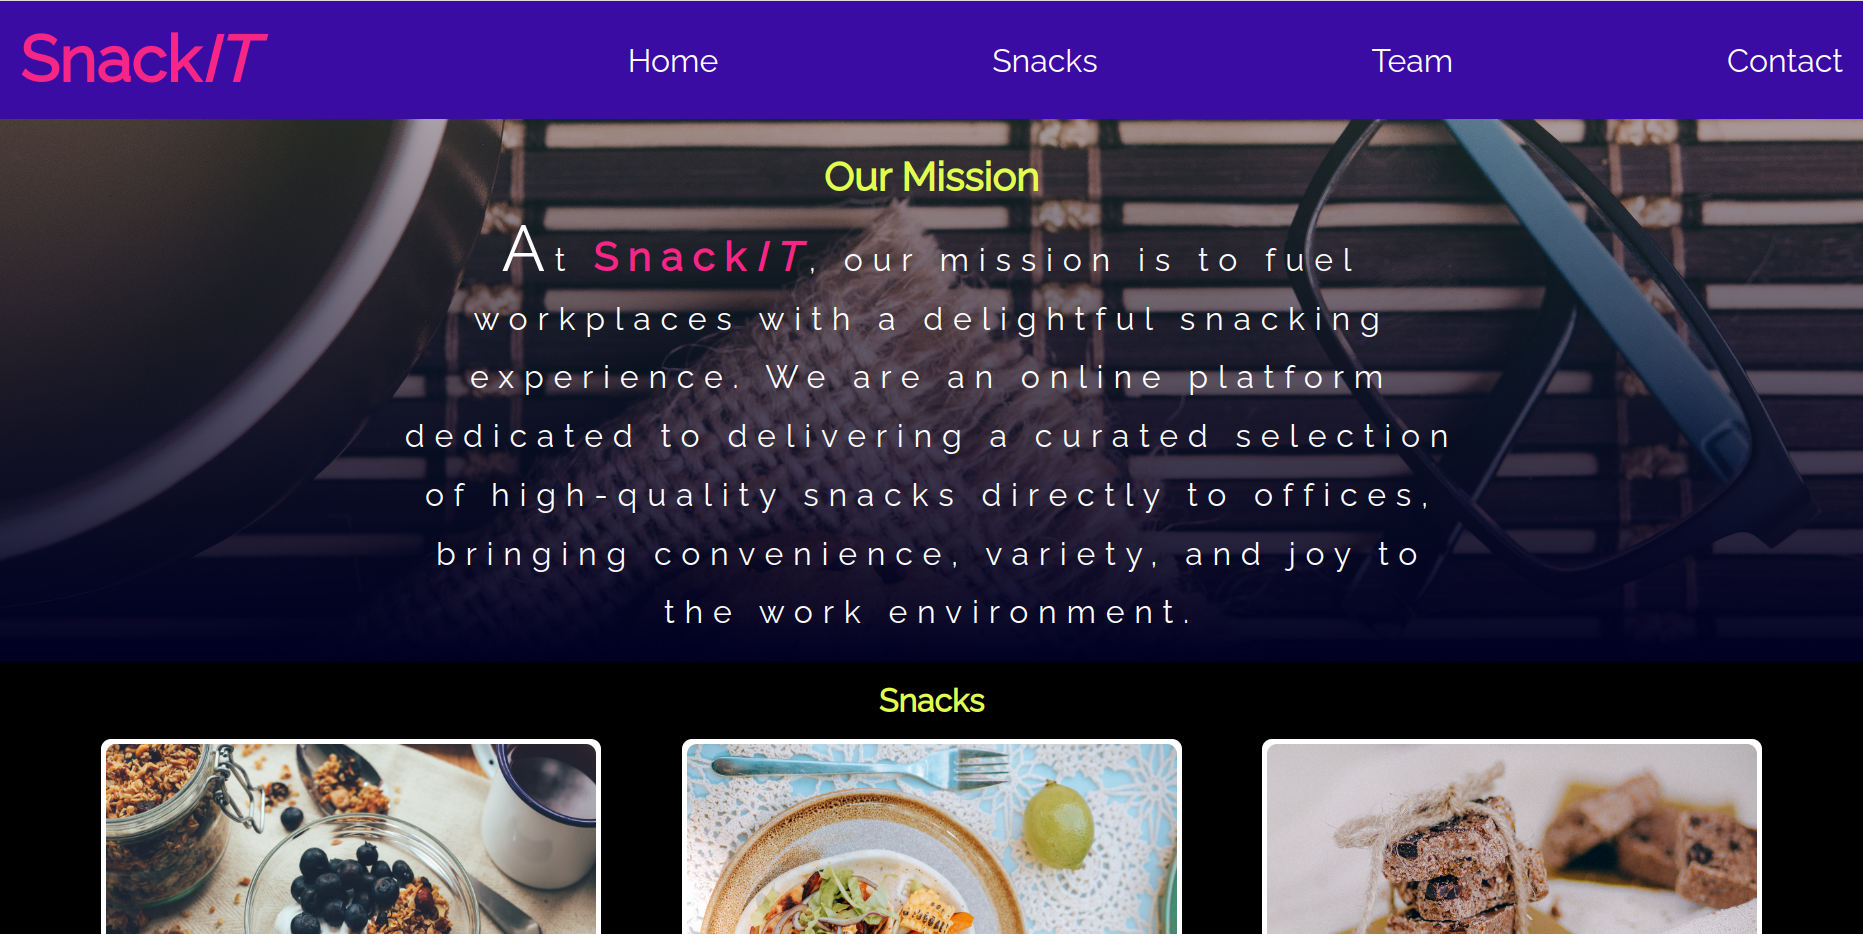 SnackIT
Home
Snacks
Team
Contact
Our Mission
At SnackIT, our mission is to fuel
workplaces with a delightful snacking
experience. We are an online platform
dedicated to delivering a curated selection
of high-quality snacks directly to offices,
bringing convenience, variety, and joy to
the work environment.
Snacks